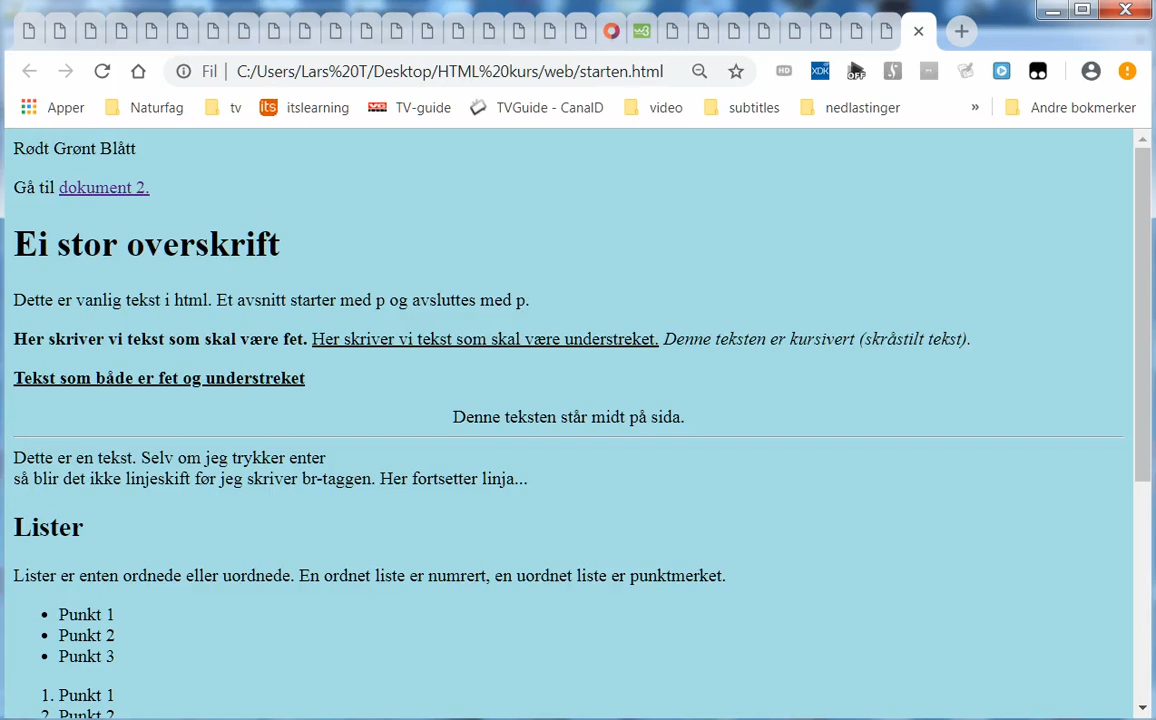 Fil C:/Users/Lars%20T/Desktop/HTML%20kurs/web/starten.html
Apper Naturfag tv itslearning TV-guide TVGuide - CanalD video subtitles nedlastinger » Andre bokmerker
Rødt Grønt Blått
Gå til dokument 2.
Ei stor overskrift
Dette er vanlig tekst i html. Et avsnitt starter med p og avsluttes med p.
Her skriver vi tekst som skal være fet. Her skriver vi tekst som skal være understreket. Denne teksten er kursivert (skråstilt tekst).
Tekst som både er fet og understreket
Denne teksten står midt på sida.
Dette er en tekst. Selv om jeg trykker enter
så blir det ikke linjeskift før jeg skriver br-taggen. Her fortsetter linja...
Lister
Lister er enten ordnede eller uordnede. En ordnet liste er numrert, en uordnet liste er punktmerket.
• Punkt 1
• Punkt 2
• Punkt 3
1. Punkt 1
2. Punkt 2